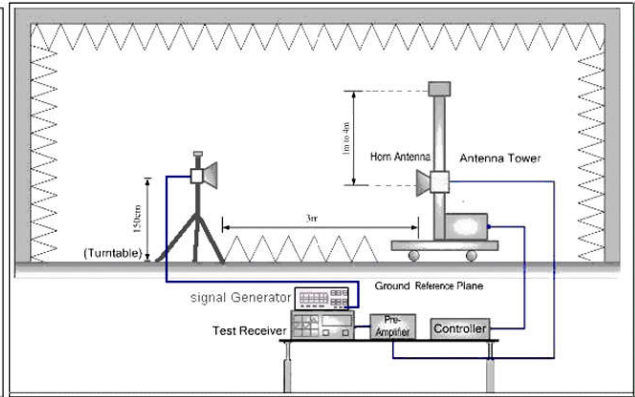 1m to 4m
Horn Antenna
Antenna Tower
150cm
3m
(Turntable)
Ground Reference Plane
signal Generator
Test Receiver
Pre-
Amplifier
Controller